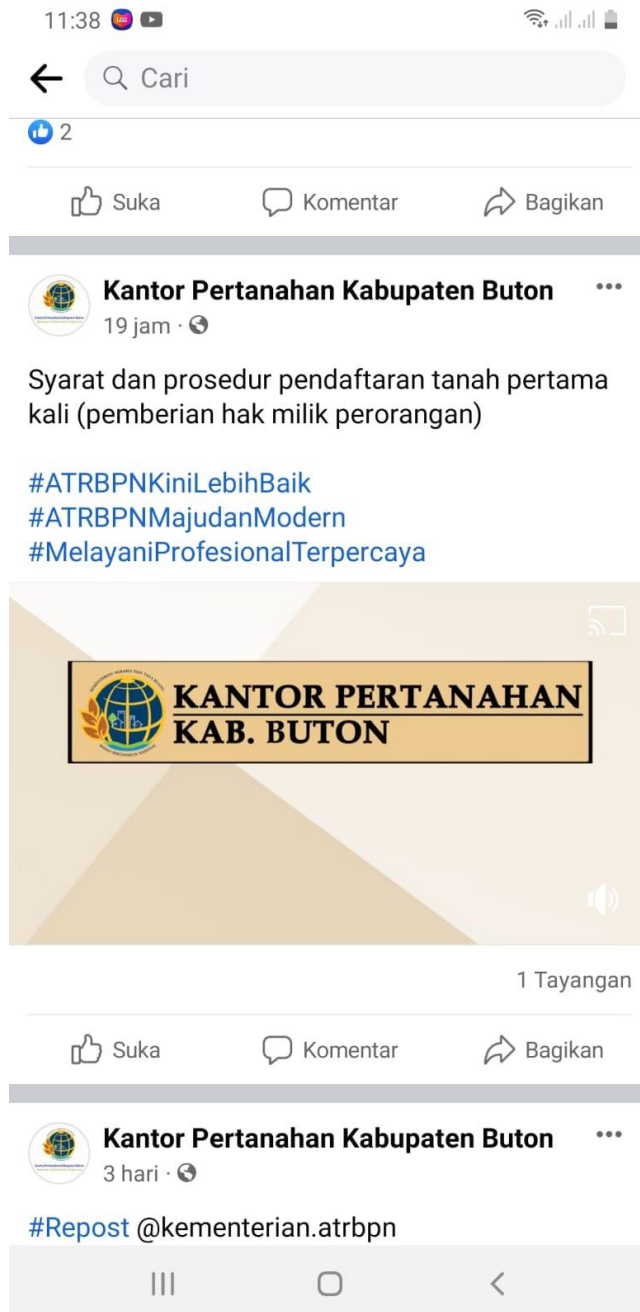 11:38
Cari
2
Suka Komentar Bagikan
Kantor Pertanahan Kabupaten Buton
19 jam ·
Syarat dan prosedur pendaftaran tanah pertama
kali (pemberian hak milik perorangan)
#ATRBPNKiniLebihBaik
#ATRBPNMajudanModern
#MelayaniProfesionalTerpercaya
KANTOR PERTANAHAN
KAB. BUTON
1 Tayangan
Suka Komentar Bagikan
Kantor Pertanahan Kabupaten Buton
3 hari ·
#Repost @kementerian.atrbpn